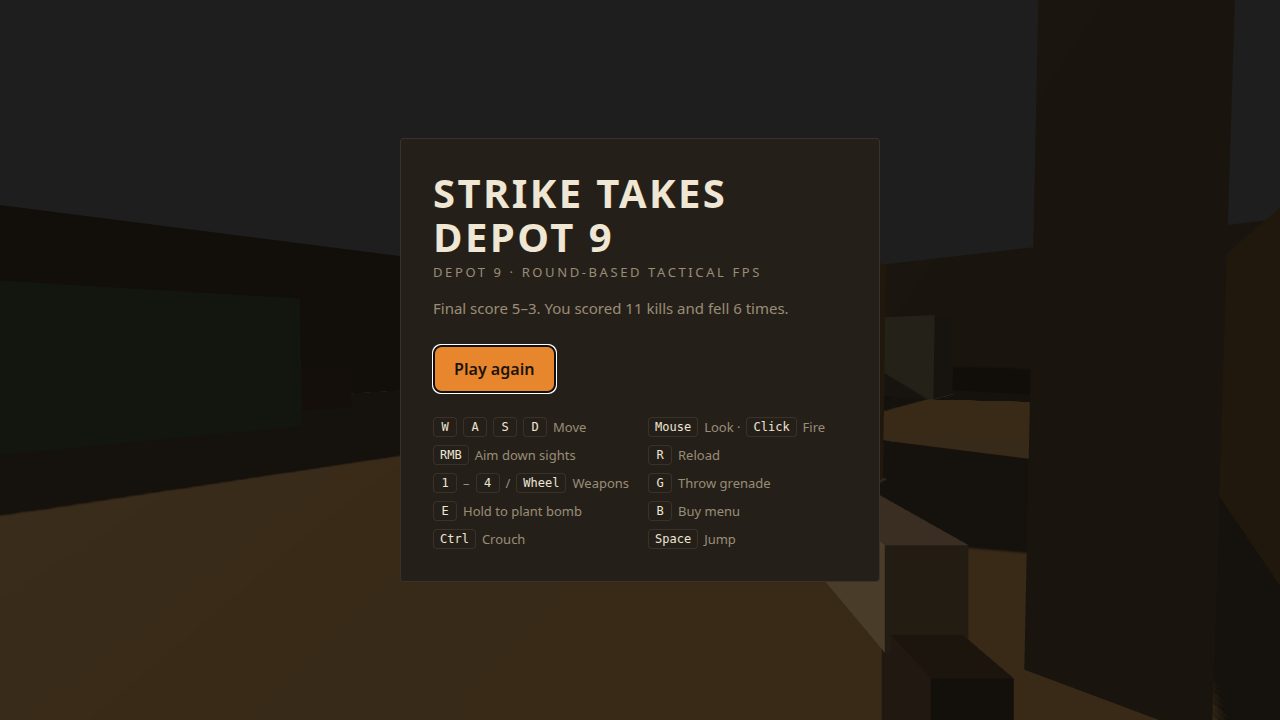 STRIKE TAKES
DEPOT 9
DEPOT 9 · ROUND-BASED TACTICAL FPS
Final score 5–3. You scored 11 kills and fell 6 times.
Play again
W A S D Move
Mouse Look · Click Fire
RMB Aim down sights
R Reload
1 – 4 / Wheel Weapons
G Throw grenade
E Hold to plant bomb
B Buy menu
Ctrl Crouch
Space Jump